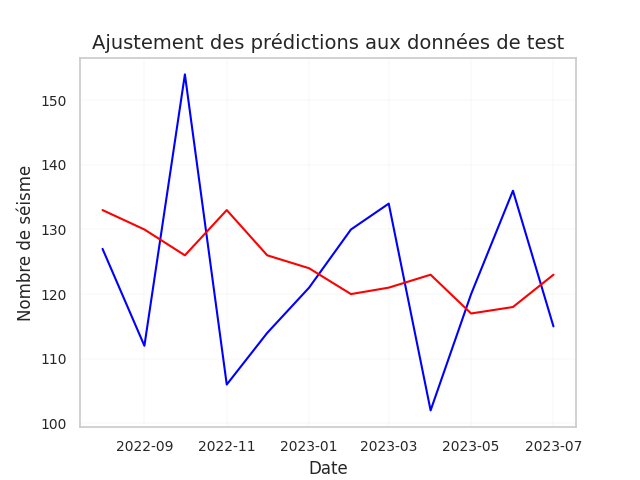 Ajustement des prédictions aux données de test
Nombre de séisme
150
140
130
120
110
100
2022-09 2022-11 2023-01 2023-03 2023-05 2023-07
Date